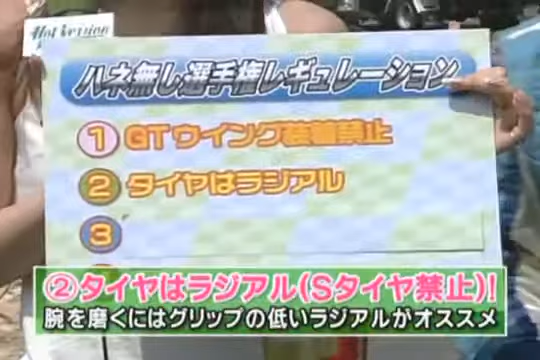 Hot Version
ハネ無し選手権レギュレーション
① GTウイング装着禁止
② タイヤはラジアル
③
②タイヤはラジアル(Sタイヤ禁止)!
腕を磨くにはグリップの低いラジアルがオススメ